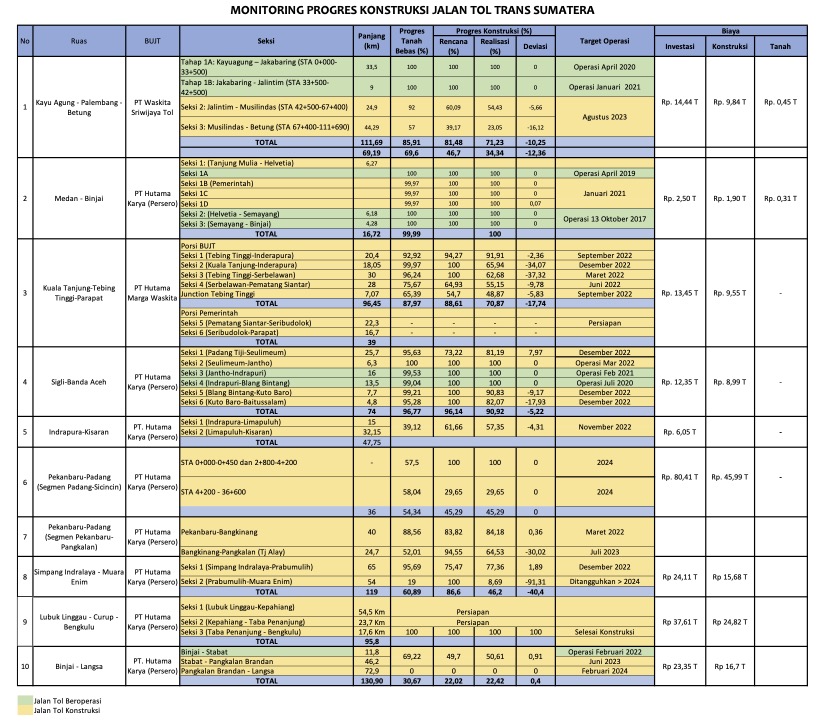 MONITORING PROGRES KONSTRUKSI JALAN TOL TRANS SUMATERA
No Ruas BUJT Seksi Panjang (km) Progres Tanah Bebas (%) Progres Konstruksi (%) Target Operasi Biaya
Rencana (%) Realisasi (%) Deviasi Investasi Konstruksi Tanah
1 Kayu Agung - Palembang - Betung PT Waskita Sriwijaya Tol Rp. 14,44 T Rp. 9,84 T Rp. 0,45 T
Tahap 1A: Kayuagung – Jakabaring (STA 0+000-33+500) 33,5 100 100 100 0 Operasi April 2020
Tahap 1B: Jakabaring - Jalintim (STA 33+500-42+500) 9 100 100 100 0 Operasi Januari 2021
Seksi 2: Jalintim - Musilindas (STA 42+500-67+400) 24,9 92 60,09 54,43 -5,66 Agustus 2023
Seksi 3: Musilindas - Betung (STA 67+400-111+690) 44,29 57 39,17 23,05 -16,12
TOTAL 111,69 85,91 81,48 71,23 -10,25
69,19 69,6 46,7 34,34 -12,36
2 Medan - Binjai PT Hutama Karya (Persero) Rp. 2,50 T Rp. 1,90 T Rp. 0,31 T
Seksi 1: (Tanjung Mulia - Helvetia) 6,27
Seksi 1A 100 100 100 0 Operasi April 2019
Seksi 1B (Pemerintah) 99,97 100 100 0 Januari 2021
Seksi 1C 99,97 100 100 0
Seksi 1D 99,97 100 100 0,07
Seksi 2: (Helvetia - Semayang) 6,18 100 100 100 0 Operasi 13 Oktober 2017
Seksi 3: (Semayang - Binjai) 4,28 100 100 100 0
TOTAL 16,72 99,99 100
3 Kuala Tanjung-Tebing Tinggi-Parapat PT Hutama Marga Waskita Rp. 13,45 T Rp. 9,55 T -
Porsi BUJT
Seksi 1 (Tebing Tinggi-Inderapura) 20,4 92,92 94,27 91,91 -2,36 September 2022
Seksi 2 (Kuala Tanjung-Inderapura) 18,05 99,97 100 65,94 -34,07 Desember 2022
Seksi 3 (Tebing Tinggi-Serbelawan) 30 96,24 100 62,68 -37,32 Maret 2022
Seksi 4 (Serbelawan-Pematang Siantar) 28 75,67 64,93 55,15 -9,78 Juni 2022
Junction Tebing Tinggi 7,07 65,39 54,7 48,87 -5,83 September 2022
TOTAL 96,45 87,97 88,61 70,87 -17,74
Porsi Pemerintah
Seksi 5 (Pematang Siantar-Seribudolok) 22,3 - - - - Persiapan
Seksi 6 (Seribudolok-Parapat) 16,7 - - - -
TOTAL 39
4 Sigli-Banda Aceh PT Hutama Karya (Persero) Rp. 12,35 T Rp. 8,99 T -
Seksi 1 (Padang Tiji-Seulimeum) 25,7 95,63 73,22 81,19 7,97 Desember 2022
Seksi 2 (Seulimeum-Jantho) 6,3 100 100 100 0 Operasi Mar 2022
Seksi 3 (Jantho-Indrapuri) 16 99,53 100 100 0 Operasi Feb 2021
Seksi 4 (Indrapuri-Blang Bintang) 13,5 99,04 100 100 0 Operasi Juli 2020
Seksi 5 (Blang Bintang-Kuto Baro) 7,7 99,21 100 90,83 -9,17 Desember 2022
Seksi 6 (Kuto Baro-Baitussalam) 4,8 95,28 100 82,07 -17,93 Desember 2022
TOTAL 74 96,77 96,14 90,92 -5,22
5 Indrapura-Kisaran PT. Hutama Karya (Persero) Rp. 6,05 T -
Seksi 1 (Indrapura-Limapuluh) 15 39,12 61,66 57,35 -4,31 November 2022
Seksi 2 (Limapuluh-Kisaran) 32,15
TOTAL 47,75
6 Pekanbaru-Padang (Segmen Padang-Sicincin) PT Hutama Karya (Persero) Rp. 80,41 T Rp. 45,99 T -
STA 0+000-0+450 dan 2+800-4+200 - 57,5 100 100 0 2024
STA 4+200 - 36+600 58,04 29,65 29,65 0 2024
36 54,34 45,29 45,29 0
7 Pekanbaru-Padang (Segmen Pekanbaru-Pangkalan) PT Hutama Karya (Persero)
Pekanbaru-Bangkinang 40 88,56 83,82 84,18 0,36 Maret 2022
Bangkinang-Pangkalan (Tj Alay) 24,7 52,01 94,55 64,53 -30,02 Juli 2023
8 Simpang Indralaya - Muara Enim PT Hutama Karya (Persero) Rp 24,11 T Rp 15,68 T
Seksi 1 (Simpang Indralaya-Prabumulih) 65 95,69 75,47 77,36 1,89 Desember 2022
Seksi 2 (Prabumulih-Muara Enim) 54 19 100 8,69 -91,31 Ditangguhkan > 2024
TOTAL 119 60,89 86,6 46,2 -40,4
9 Lubuk Linggau - Curup - Bengkulu PT Hutama Karya (Persero) Rp 37,61 T Rp 24,82 T
Seksi 1 (Lubuk Linggau-Kepahiang) 54,5 Km Persiapan
Seksi 2 (Kepahiang - Taba Penanjung) 23,7 Km Persiapan
Seksi 3 (Taba Penanjung - Bengkulu) 17,6 Km 100 100 100 100 Selesai Konstruksi
TOTAL 95,8
10 Binjai - Langsa PT. Hutama Karya (Persero) Rp 23,35 T Rp 16,7 T
Binjai - Stabat 11,8 69,22 49,7 50,61 0,91 Operasi Februari 2022
Stabat - Pangkalan Brandan 46,2 Juni 2023
Pangkalan Brandan - Langsa 72,9 0 0 0 0 Februari 2024
TOTAL 130,90 30,67 22,02 22,42 0,4
Jalan Tol Beroperasi
Jalan Tol Konstruksi